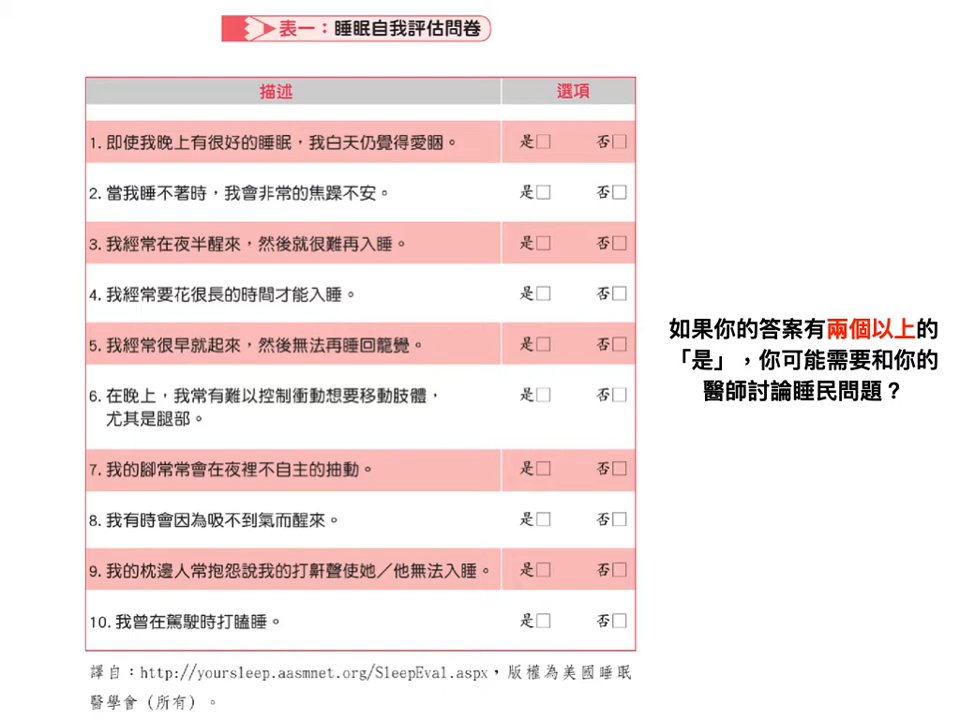 表一：睡眠自我評估問卷
描述 選項
1. 即使我晚上有很好的睡眠，我白天仍覺得愛睏。 是□ 否□
2. 當我睡不著時，我會非常的焦躁不安。 是□ 否□
3. 我經常在夜半醒來，然後就很難再入睡。 是□ 否□
4. 我經常要花很長的時間才能入睡。 是□ 否□
5. 我經常很早就起來，然後無法再睡回籠覺。 是□ 否□
6. 在晚上，我常有難以控制衝動想要移動肢體， 是□ 否□
尤其是腿部。
7. 我的腳常常會在夜裡不自主的抽動。 是□ 否□
8. 我有時會因為吸不到氣而醒來。 是□ 否□
9. 我的枕邊人常抱怨說我的打鼾聲使她／他無法入睡。 是□ 否□
10. 我曾在駕駛時打瞌睡。 是□ 否□
譯自：http://yoursleep.aasmnet.org/SleepEval.aspx，版權為美國睡眠
醫學會（所有）。
如果你的答案有兩個以上的
「是」，你可能需要和你的
醫師討論睡民問題？